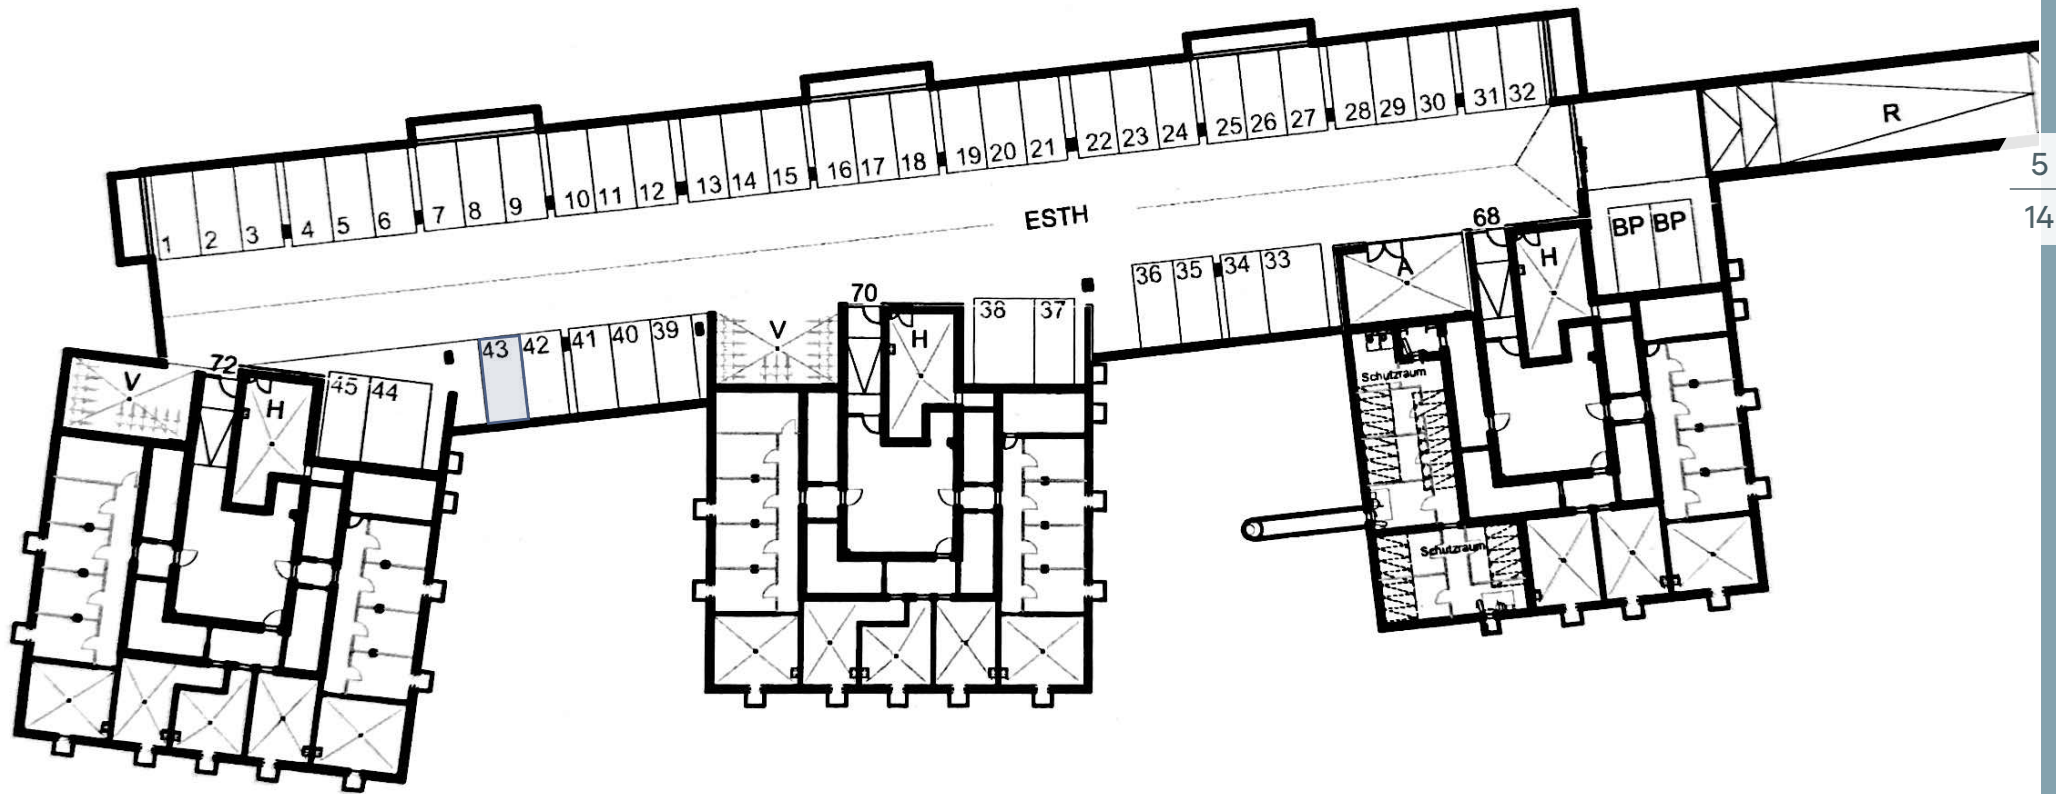 1 2 3 4 5 6 7 8 9 10 11 12 13 14 15 16 17 18 19 20 21 22 23 24 25 26 27 28 29 30 31 32
R
5
14
ESTH
68
BP BP
36 35 34 33
A
H
70
38 37
V
H
43 42 41 40 39
72
V
H
45 44
Schutzraum
Schutzraum